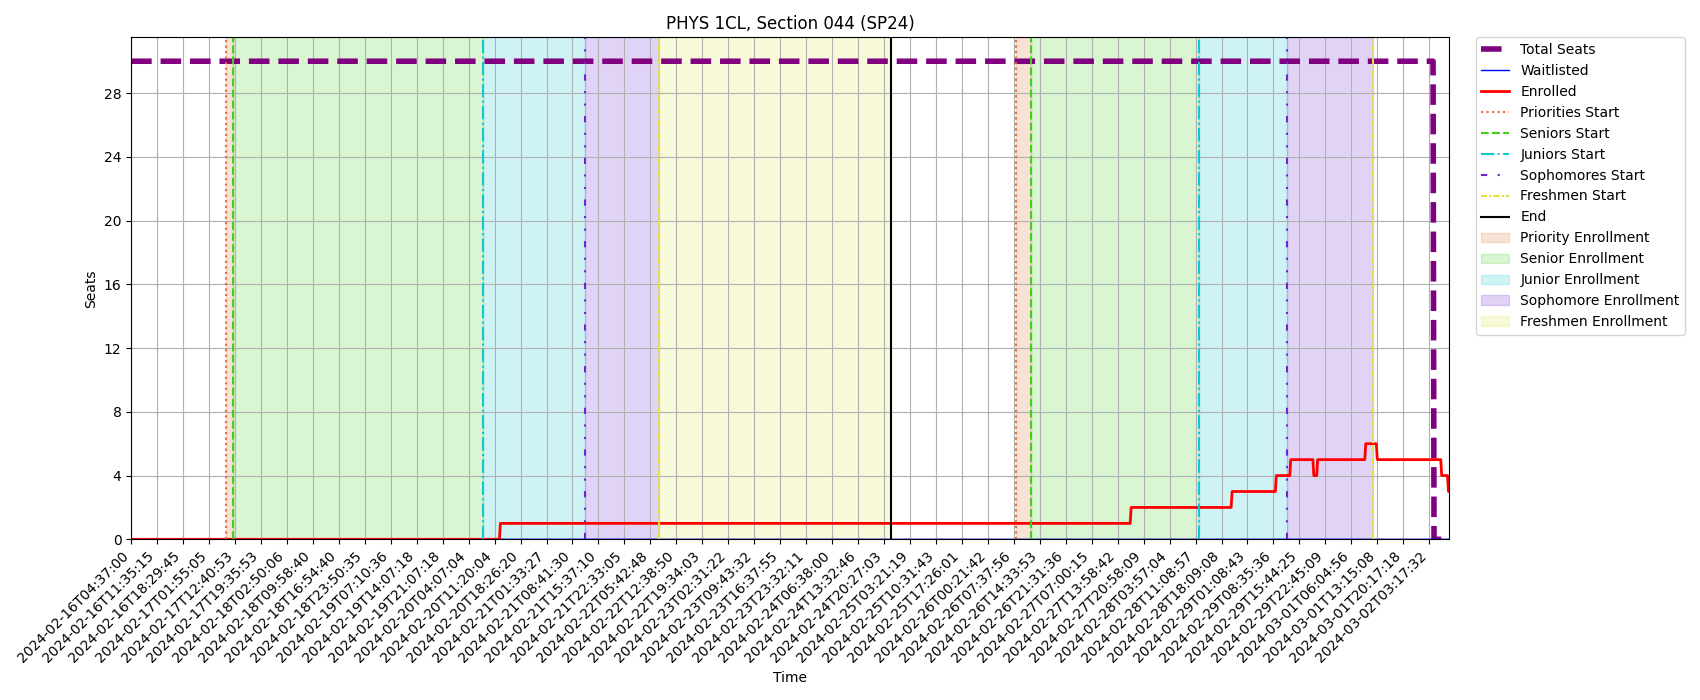 PHYS 1CL, Section 044 (SP24)
Total Seats
Waitlisted
Enrolled
Priorities Start
Seniors Start
Juniors Start
Sophomores Start
Freshmen Start
End
Priority Enrollment
Senior Enrollment
Junior Enrollment
Sophomore Enrollment
Freshmen Enrollment
Seats
28
24
20
16
12
8
4
0
2024-02-16T04:37:00
2024-02-16T11:35:15
2024-02-16T18:29:45
2024-02-17T01:55:05
2024-02-17T12:40:53
2024-02-17T19:35:53
2024-02-18T02:50:06
2024-02-18T09:58:40
2024-02-18T16:54:40
2024-02-18T23:50:35
2024-02-19T07:10:36
2024-02-19T14:07:18
2024-02-19T21:07:18
2024-02-20T04:07:04
2024-02-20T11:20:04
2024-02-20T18:26:20
2024-02-21T01:33:27
2024-02-21T08:41:30
2024-02-21T15:37:10
2024-02-21T22:33:05
2024-02-22T05:42:48
2024-02-22T12:38:50
2024-02-22T19:34:03
2024-02-23T02:31:22
2024-02-23T09:43:32
2024-02-23T16:37:55
2024-02-23T23:32:11
2024-02-24T06:38:00
2024-02-24T13:32:46
2024-02-24T20:27:03
2024-02-25T03:21:19
2024-02-25T10:31:43
2024-02-25T17:26:01
2024-02-26T00:21:42
2024-02-26T07:37:56
2024-02-26T14:33:53
2024-02-26T21:31:36
2024-02-27T07:00:15
2024-02-27T13:58:42
2024-02-27T20:58:09
2024-02-28T03:57:04
2024-02-28T11:08:57
2024-02-28T18:09:08
2024-02-29T01:08:43
2024-02-29T08:35:36
2024-02-29T15:44:25
2024-02-29T22:45:09
2024-03-01T06:04:56
2024-03-01T13:15:08
2024-03-01T20:17:18
2024-03-02T03:17:32
Time